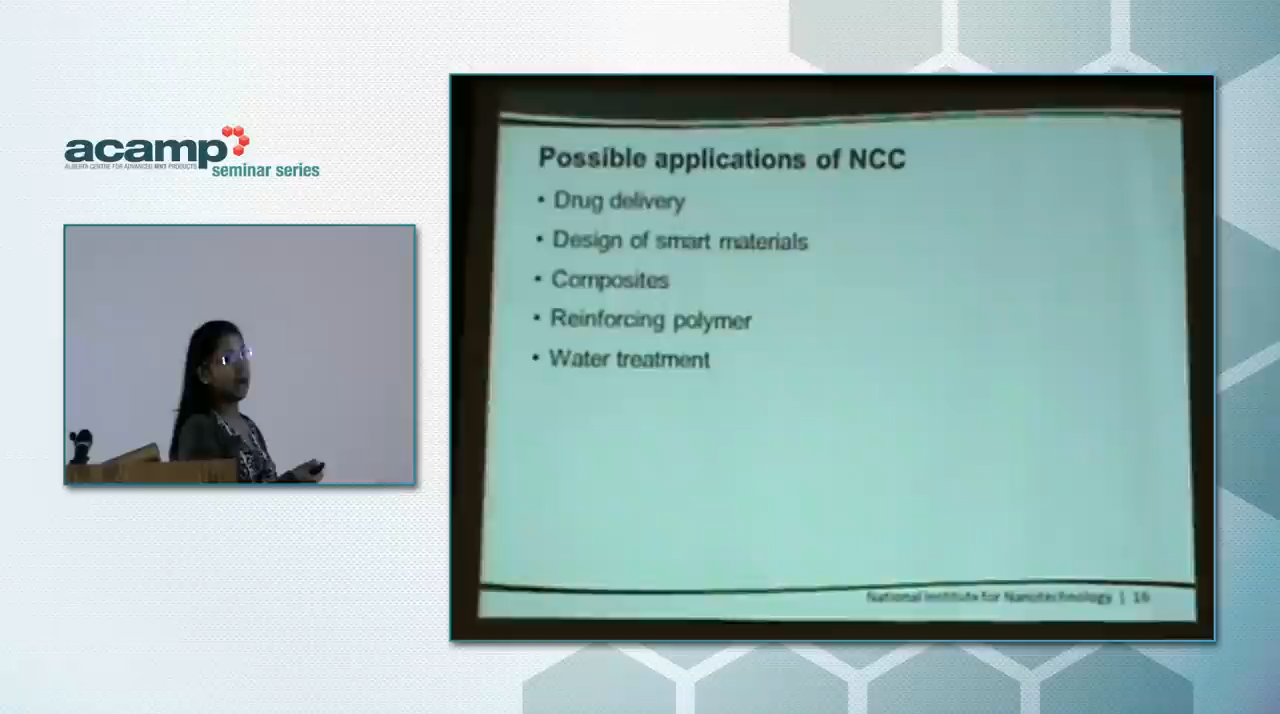 acamp
ALBERTA CENTRE FOR ADVANCED MNT PRODUCTS
seminar series
Possible applications of NCC
• Drug delivery
• Design of smart materials
• Composites
• Reinforcing polymer
• Water treatment
National Institute for Nanotechnology | 16